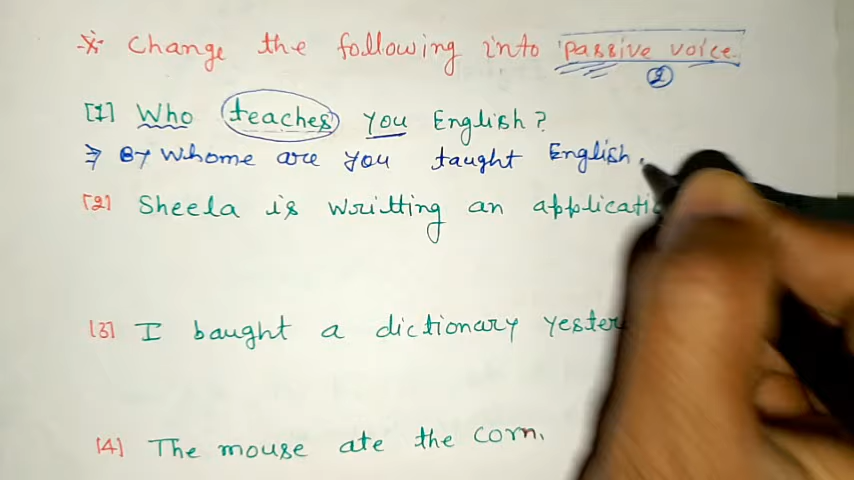 * Change the following into passive voice.
2
[1] Who teaches you English?
⇒ By Whome are you taught English.
[2] Sheela is writting an applicati
[3] I baught a dictionary yester
[4] The mouse ate the corn.